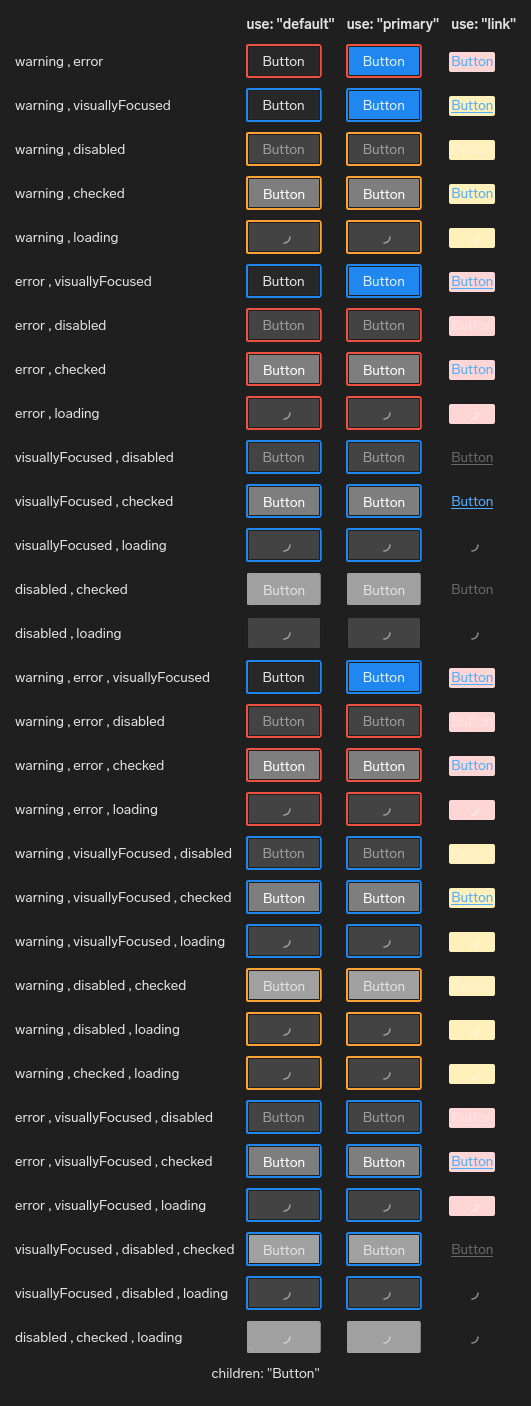 use: "default" use: "primary" use: "link"
warning , error Button Button Button
warning , visuallyFocused Button Button Button
warning , disabled Button Button
warning , checked Button Button Button
warning , loading
error , visuallyFocused Button Button Button
error , disabled Button Button
error , checked Button Button Button
error , loading
visuallyFocused , disabled Button Button Button
visuallyFocused , checked Button Button Button
visuallyFocused , loading
disabled , checked Button Button Button
disabled , loading
warning , error , visuallyFocused Button Button Button
warning , error , disabled Button Button
warning , error , checked Button Button Button
warning , error , loading
warning , visuallyFocused , disabled Button Button
warning , visuallyFocused , checked Button Button Button
warning , visuallyFocused , loading
warning , disabled , checked Button Button
warning , disabled , loading
warning , checked , loading
error , visuallyFocused , disabled Button Button
error , visuallyFocused , checked Button Button Button
error , visuallyFocused , loading
visuallyFocused , disabled , checked Button Button Button
visuallyFocused , disabled , loading
disabled , checked , loading
children: "Button"